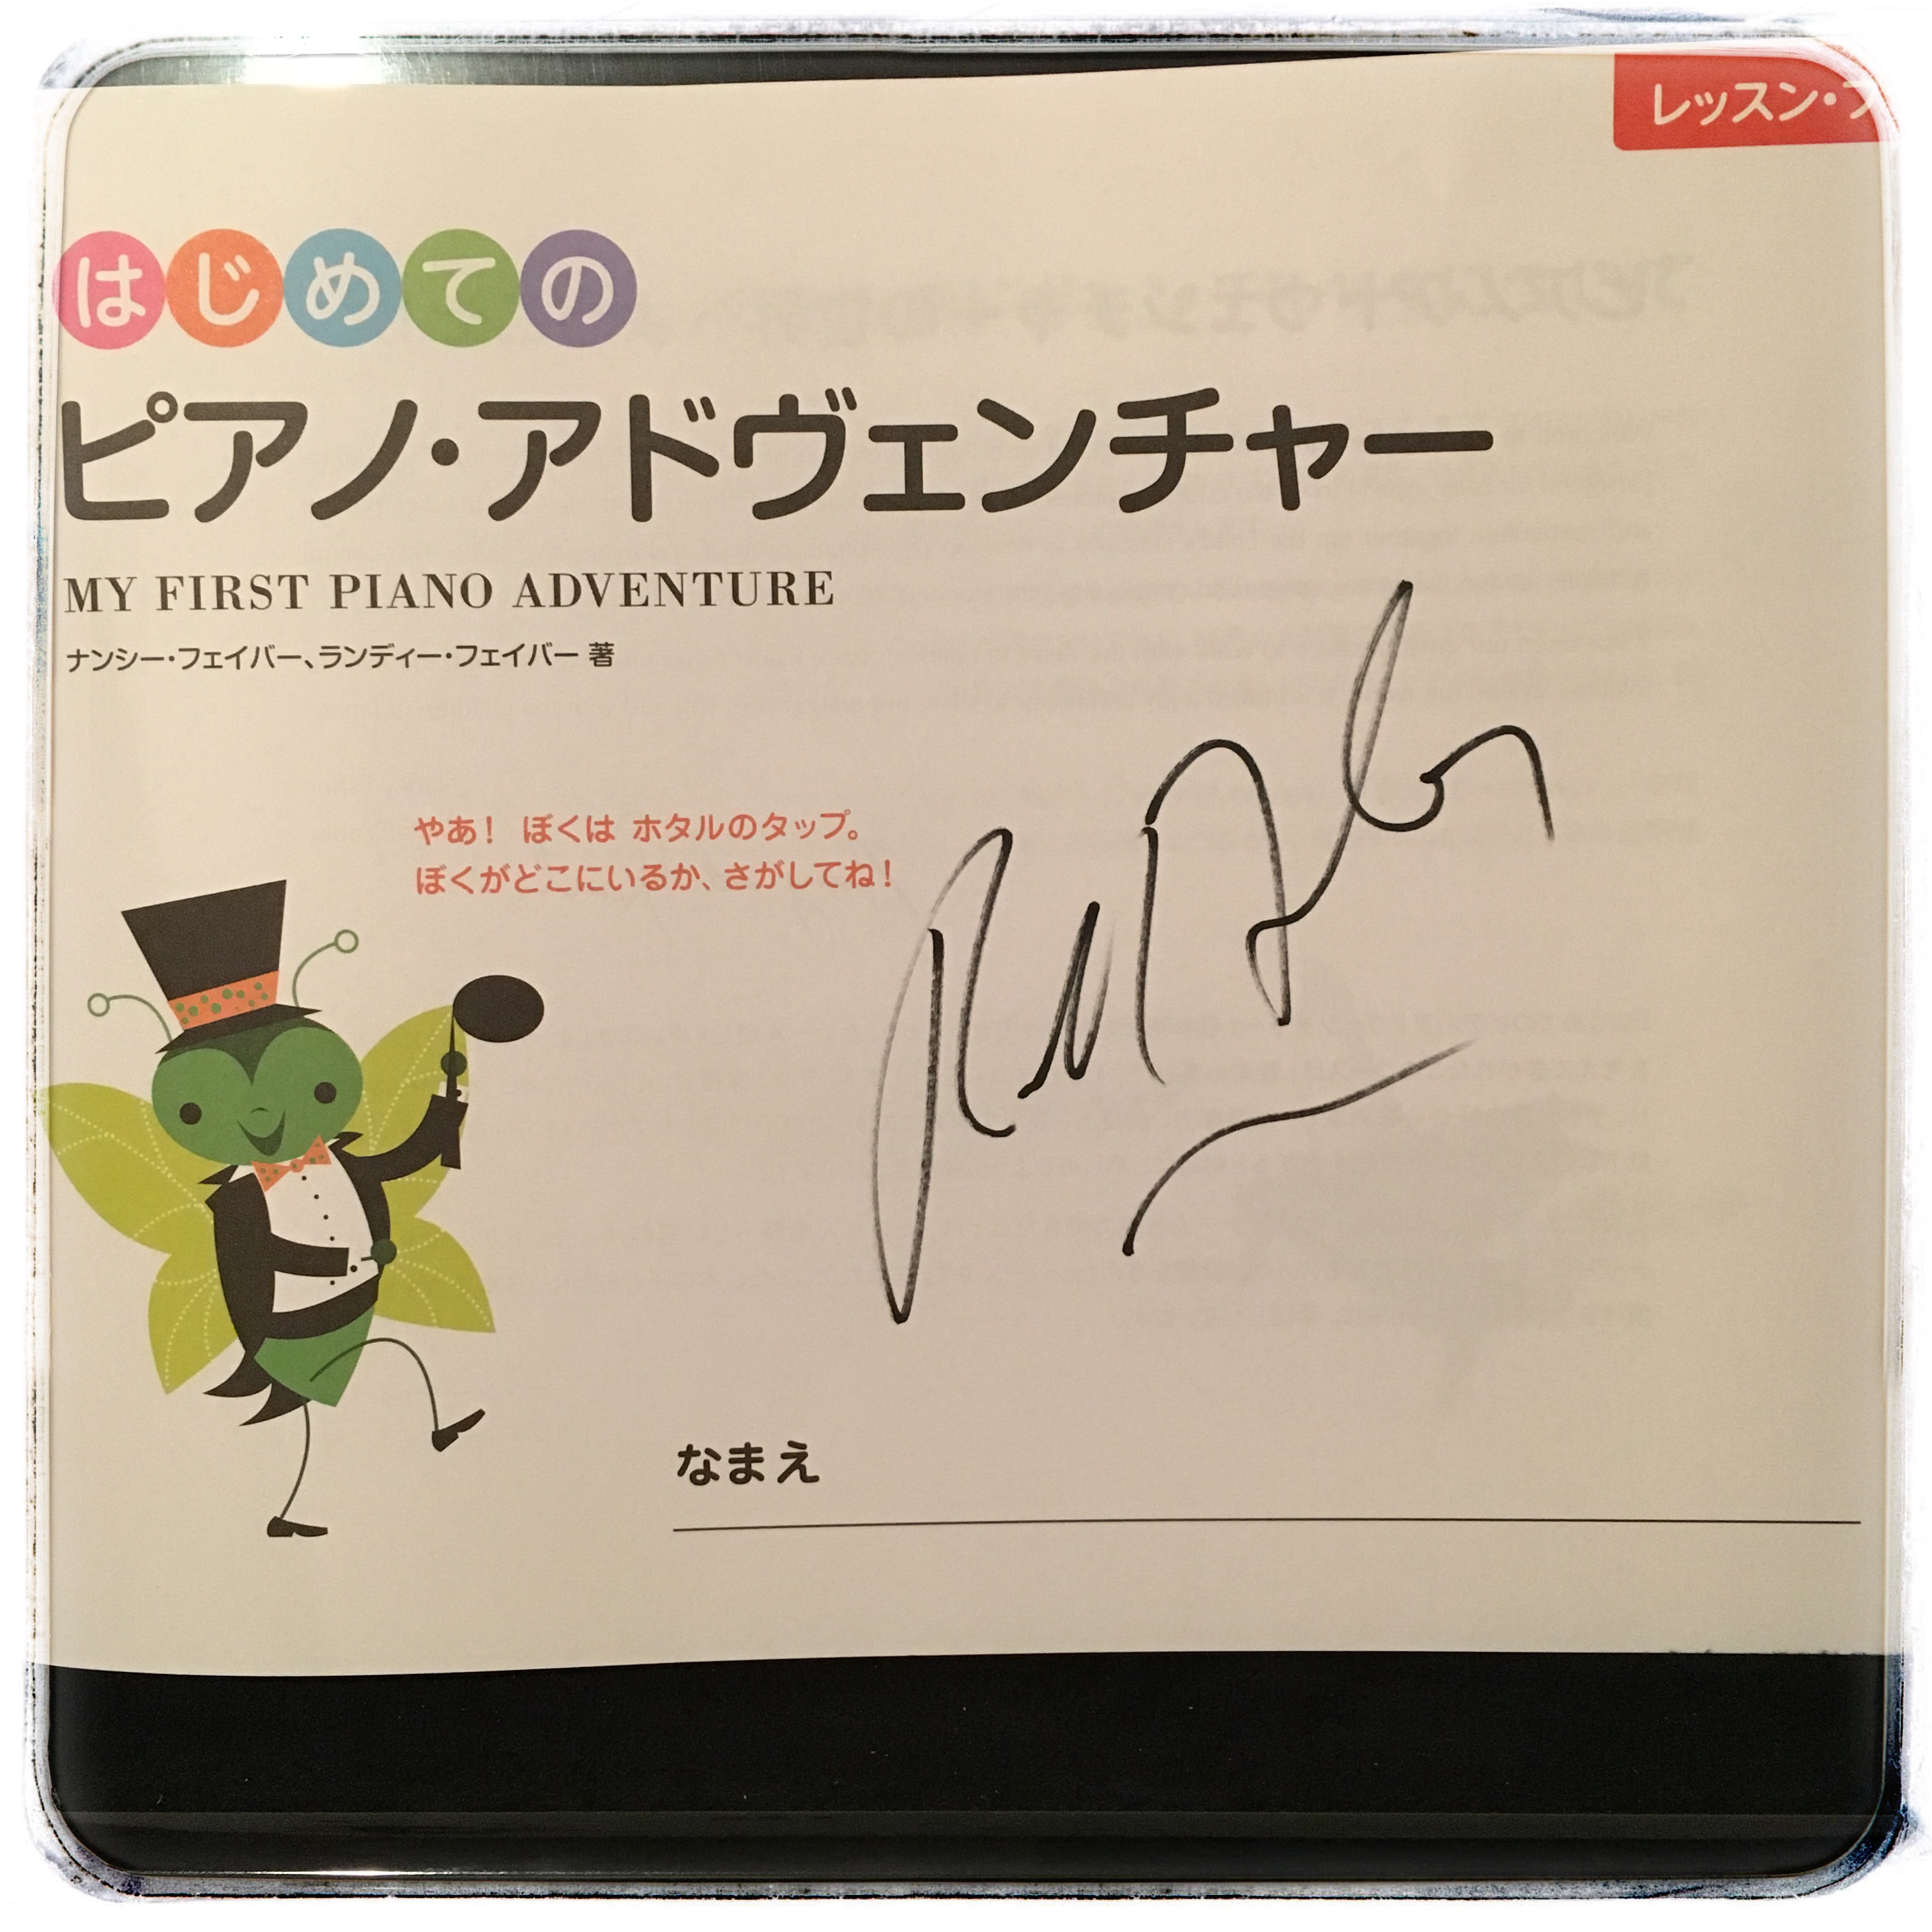 レッスン・
はじめての
ピアノ・アドヴェンチャー
MY FIRST PIANO ADVENTURE
ナンシー・フェイバー、ランディー・フェイバー 著
やあ! ぼくは ホタルのタップ。
ぼくがどこにいるか、さがしてね!
なまえ